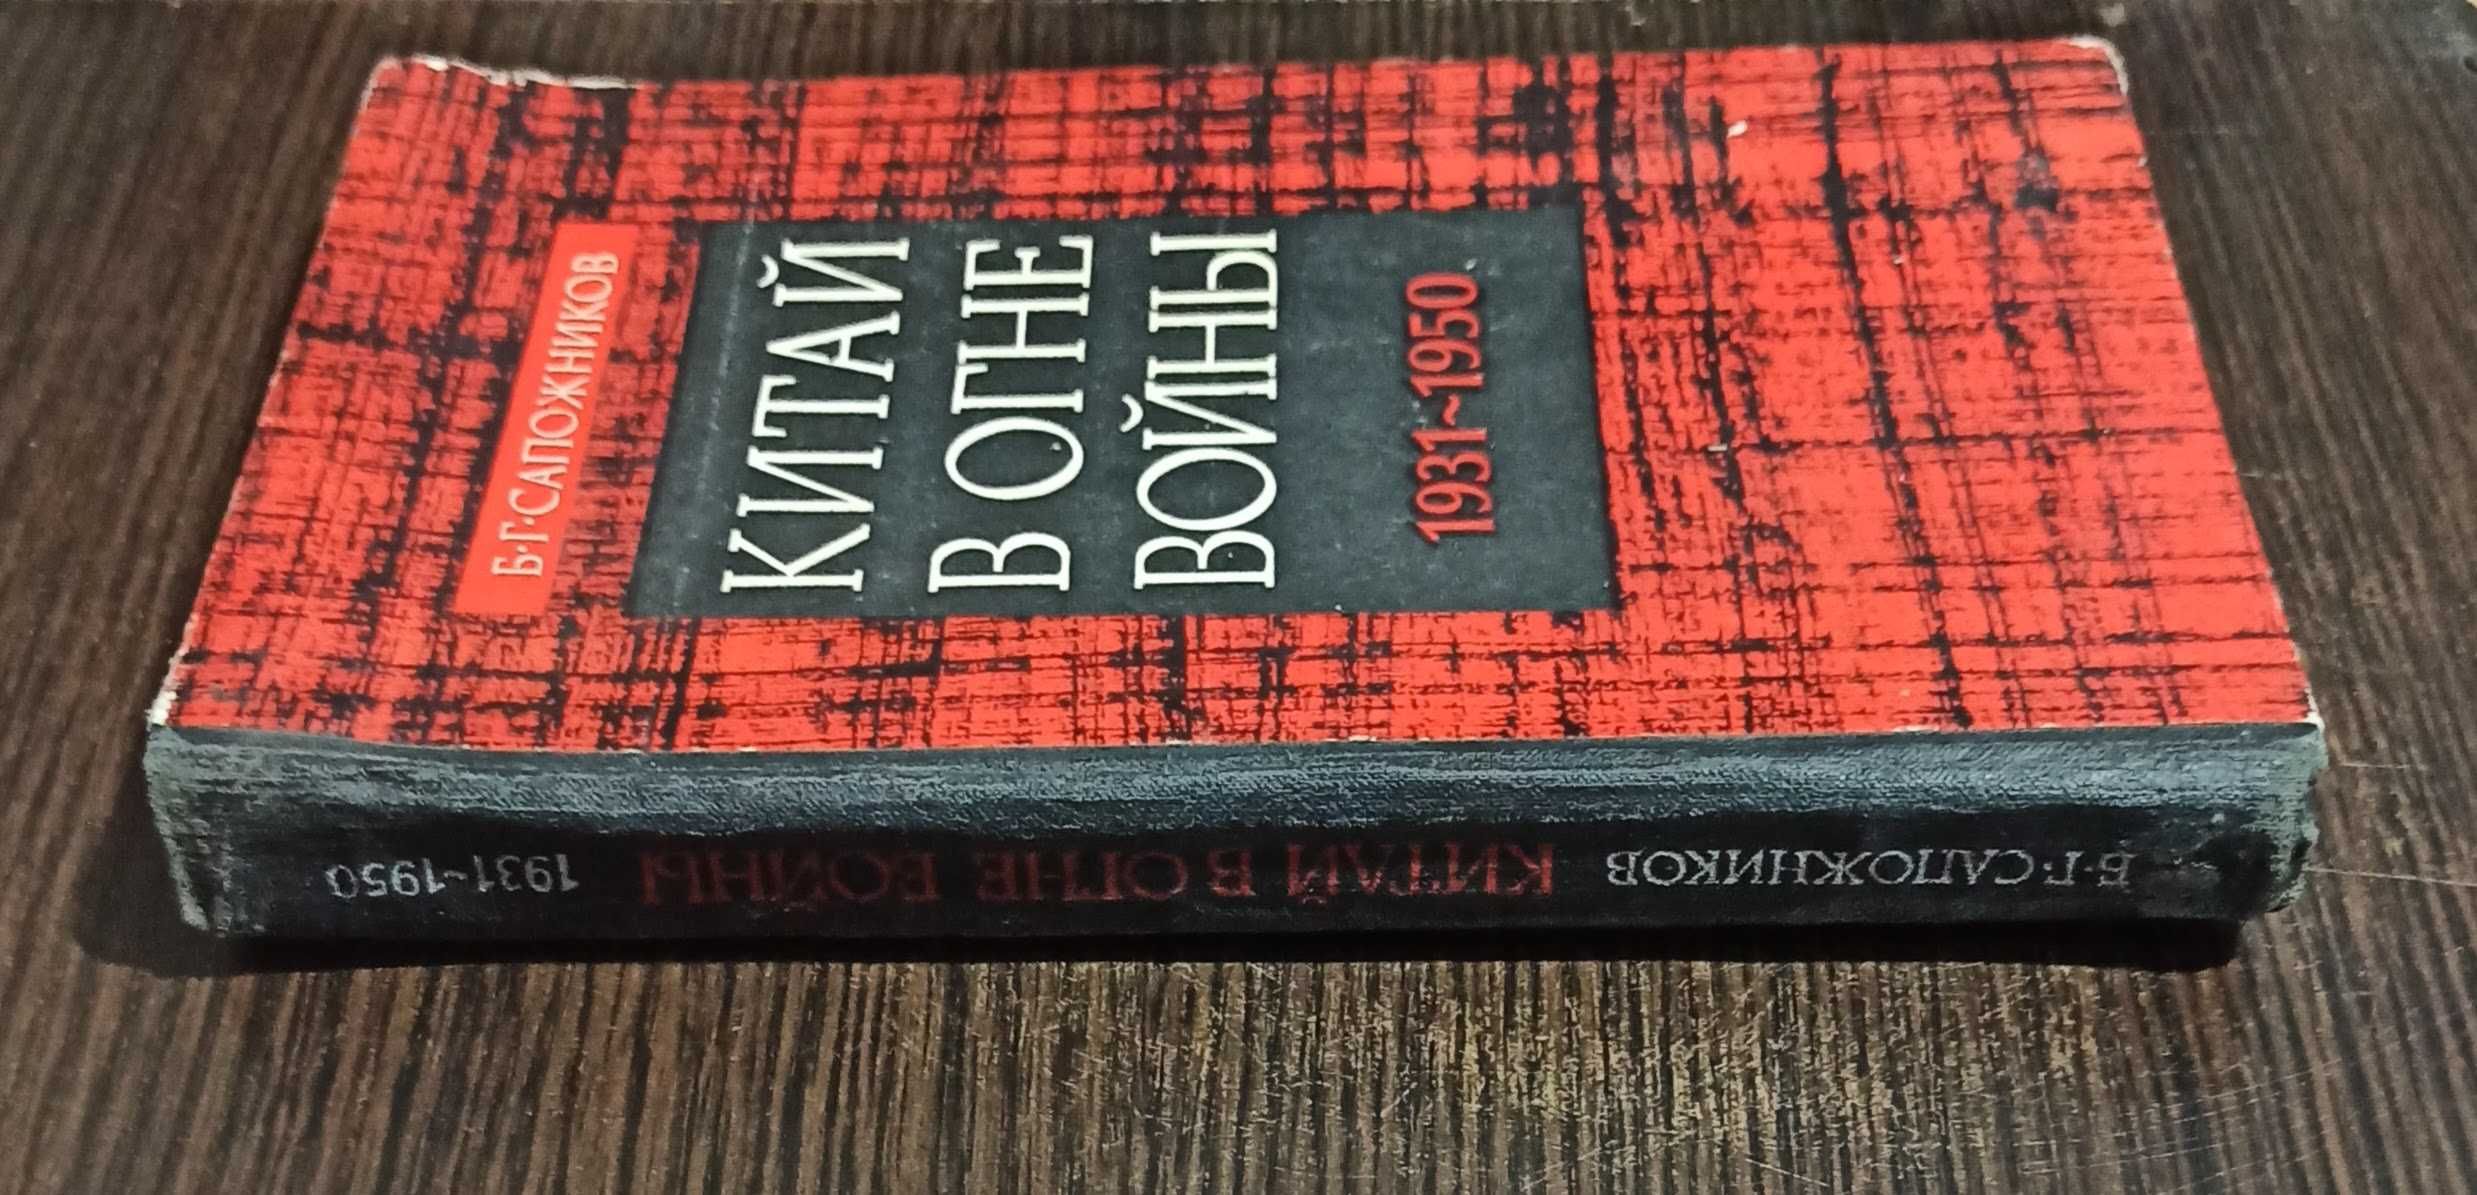 Б·Г·САПОЖНИКОВ
КИТАЙ
В ОГНЕ
ВОЙНЫ
1931~1950
Б·Г·САПОЖНИКОВ КИТАЙ В ОГНЕ ВОЙНЫ 1931~1950